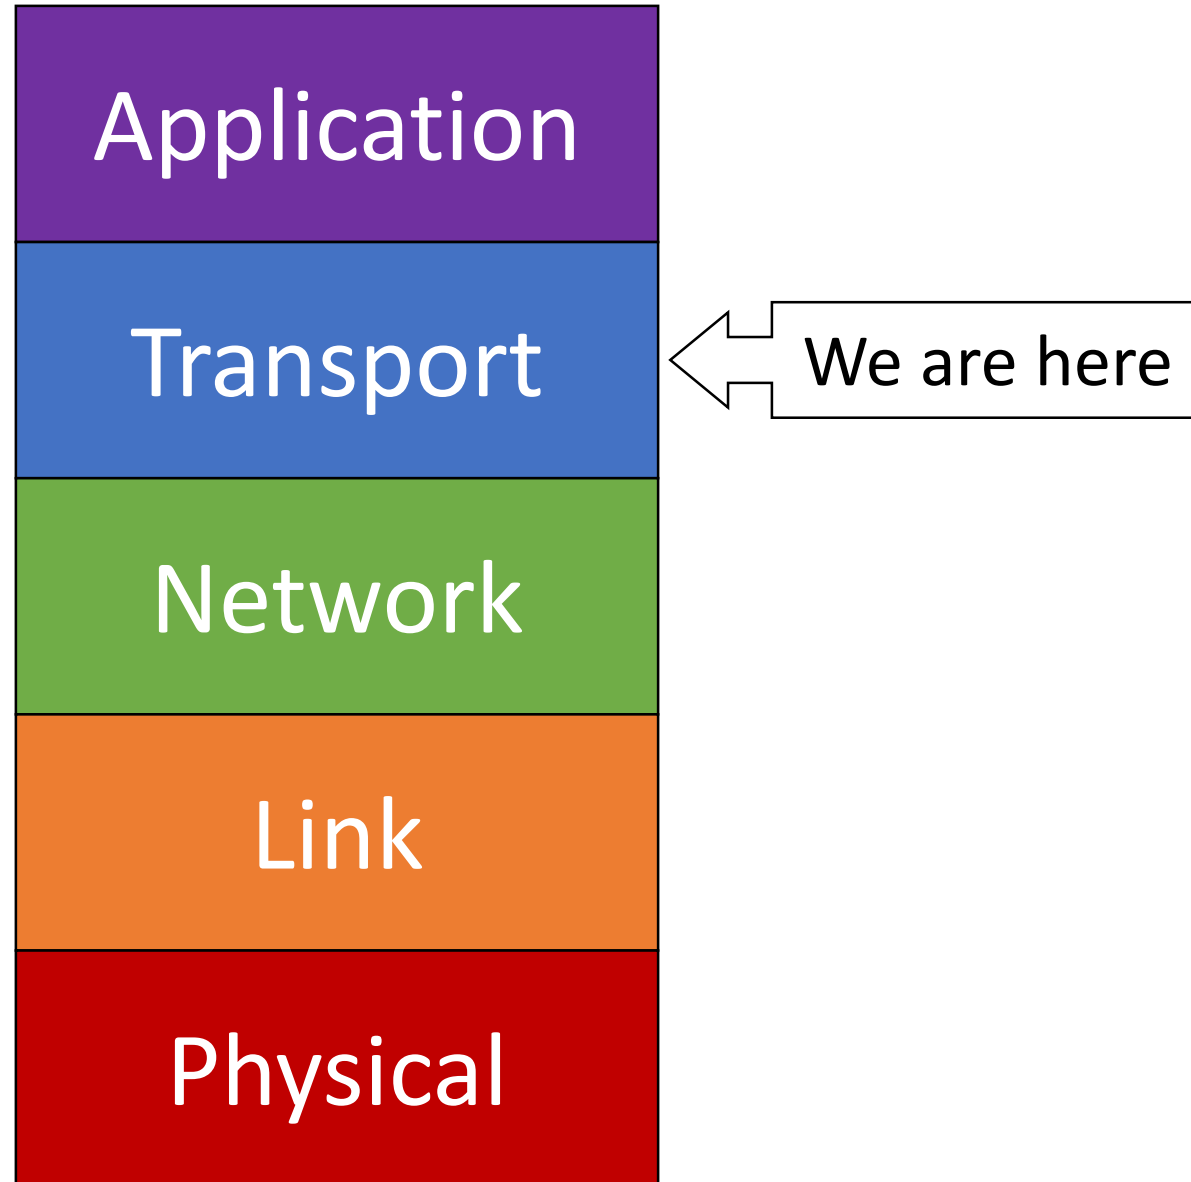 Application
Transport
We are here
Network
Link
Physical